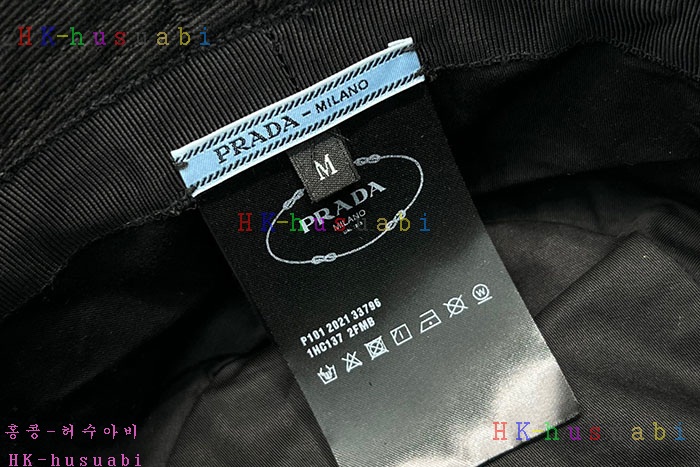 HK-husuabi
PRADA - MILANO
M
PRADA
MILANO
HK-husuabi
P101 2021 33796
1HC137 2FMB
W
홍콩-허수아비
HK-husuabi
HK-husuabi